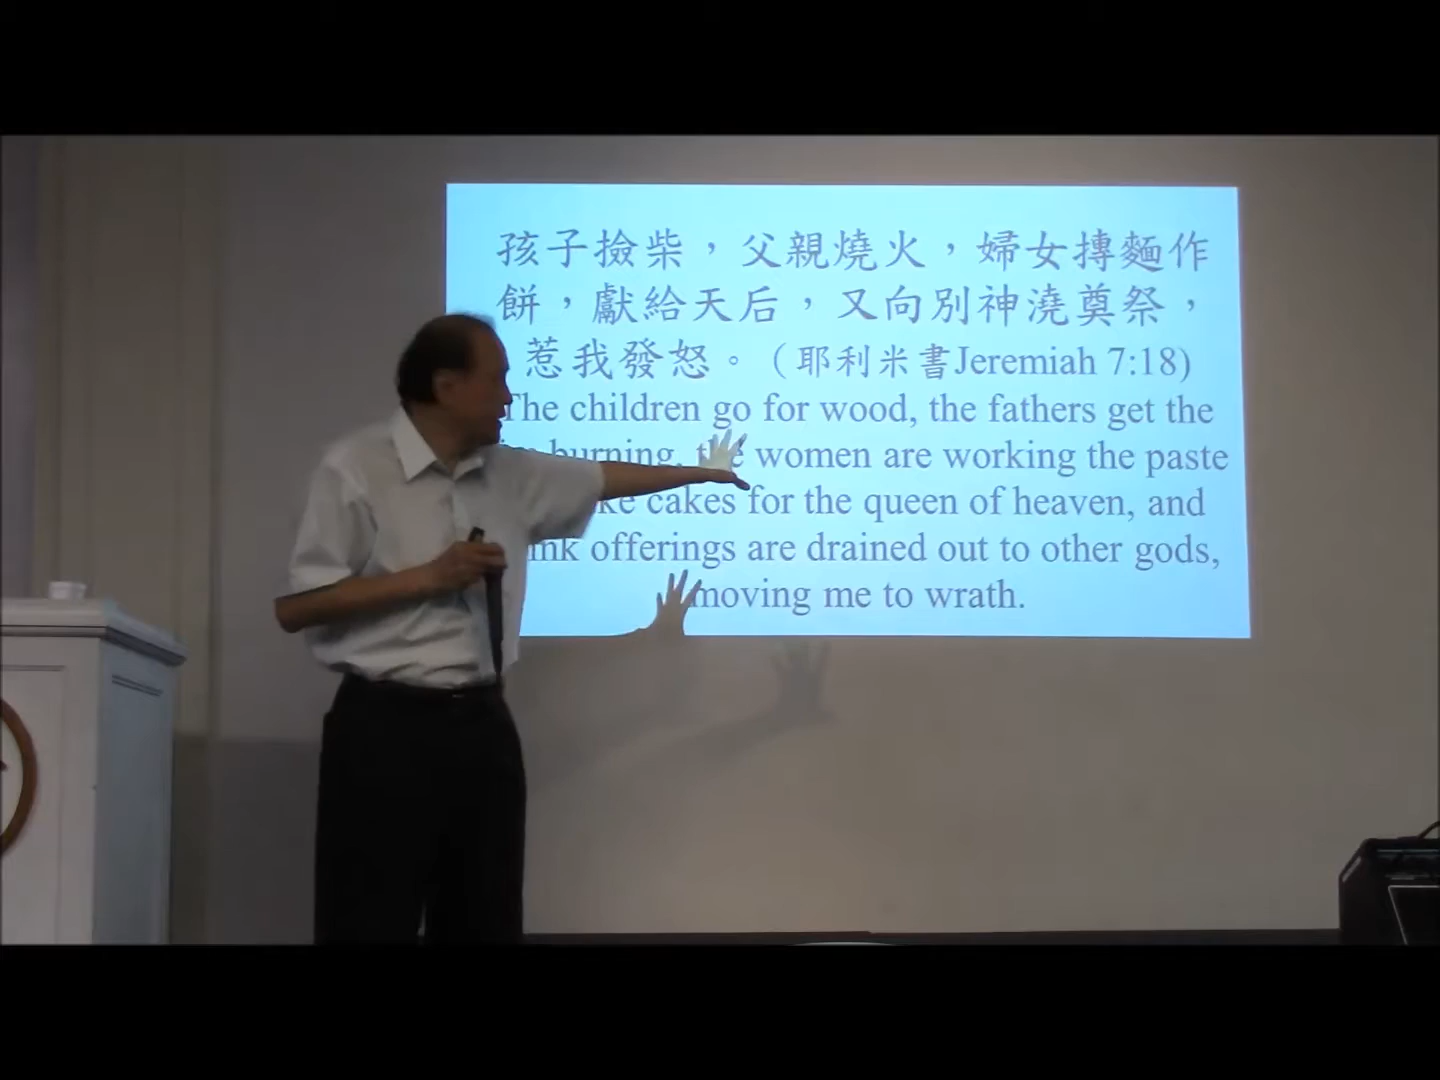 孩子撿柴，父親燒火，婦女摶麵作
餅，獻給天后，又向別神澆奠祭，
惹我發怒。（耶利米書Jeremiah 7:18)
The children go for wood, the fathers get the
burning, the women are working the paste
cakes for the queen of heaven, and
offerings are drained out to other gods,
moving me to wrath.